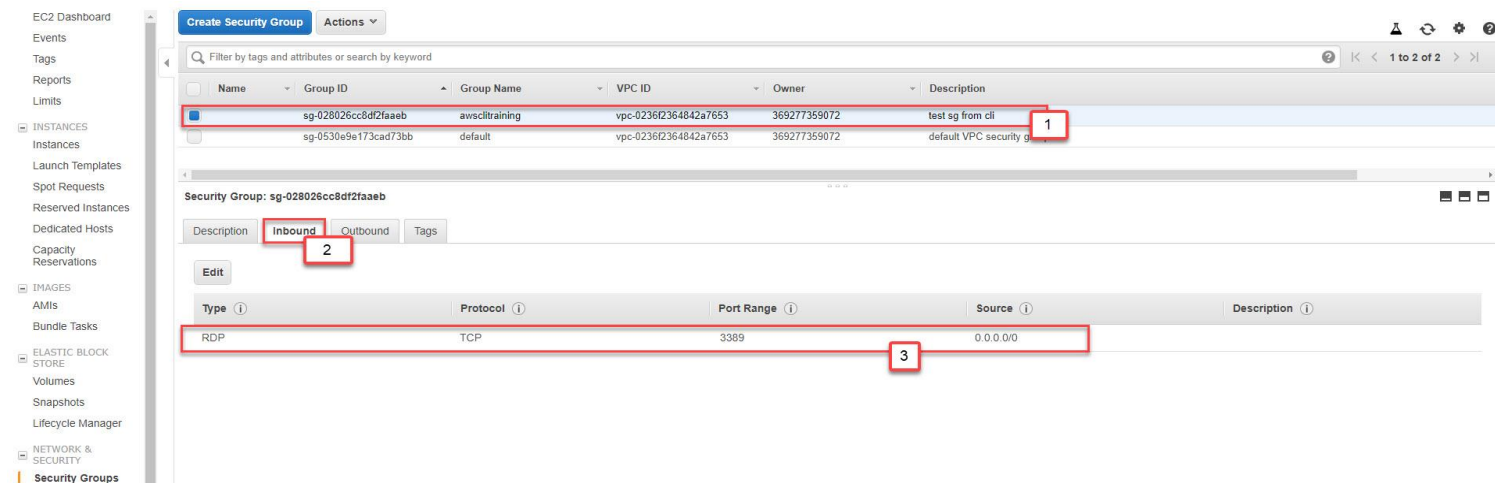 EC2 Dashboard
Events
Tags
Reports
Limits
INSTANCES
Instances
Launch Templates
Spot Requests
Reserved Instances
Dedicated Hosts
Capacity
Reservations
IMAGES
AMIs
Bundle Tasks
ELASTIC BLOCK
STORE
Volumes
Snapshots
Lifecycle Manager
NETWORK &
SECURITY
Security Groups
Create Security Group Actions
Filter by tags and attributes or search by keyword
1 to 2 of 2
Name Group ID Group Name VPC ID Owner Description
sg-028026cc8df2faaeb awsclitraining vpc-0236f2364842a7653 369277359072 test sg from cli
1
sg-0530e9e173cad73bb default vpc-0236f2364842a7653 369277359072 default VPC security
Security Group: sg-028026cc8df2faaeb
Description Inbound Outbound Tags
2
Edit
Type Protocol Port Range Source Description
RDP TCP 3389 0.0.0.0/0
3